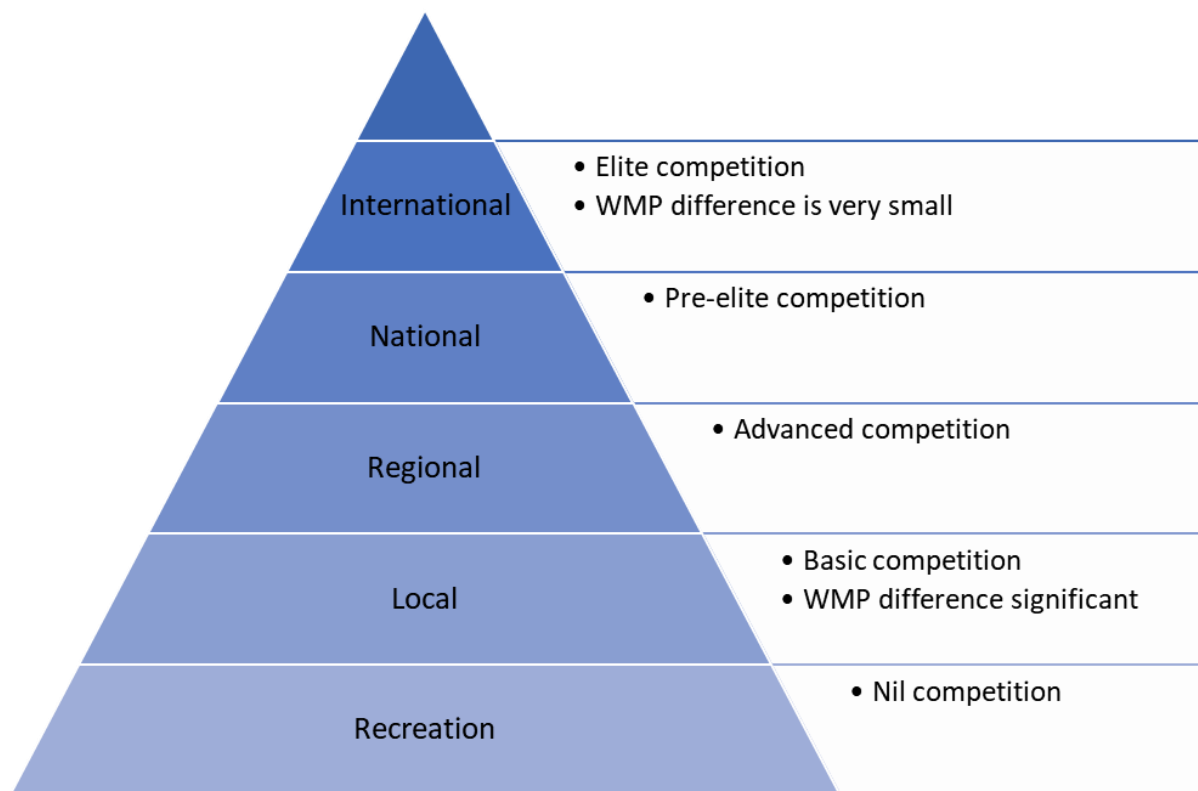 International
• Elite competition
• WMP difference is very small
National
• Pre-elite competition
Regional
• Advanced competition
Local
• Basic competition
• WMP difference significant
Recreation
• Nil competition